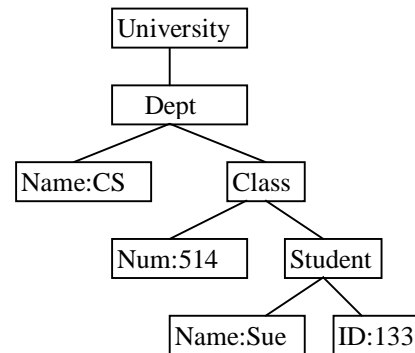 University
Dept
Name:CS
Class
Num:514
Student
Name:Sue
ID:133